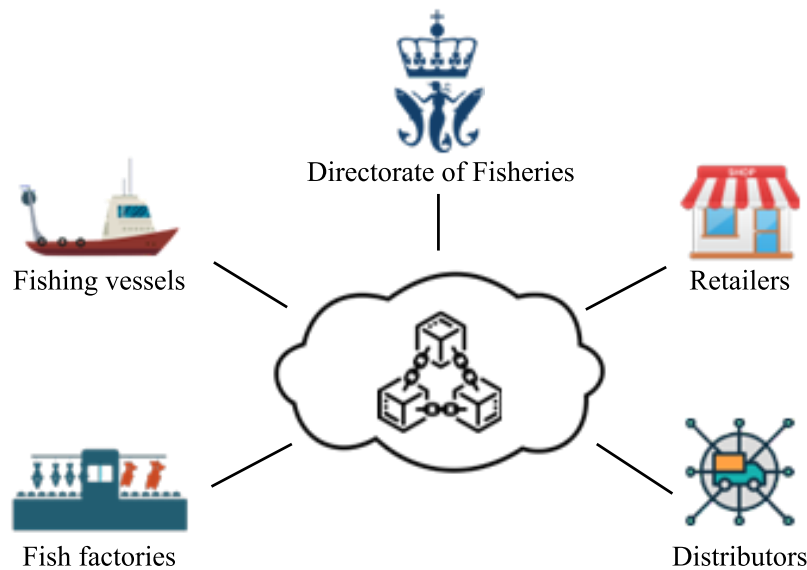 Directorate of Fisheries
SHOP
Fishing vessels
Retailers
Fish factories
Distributors